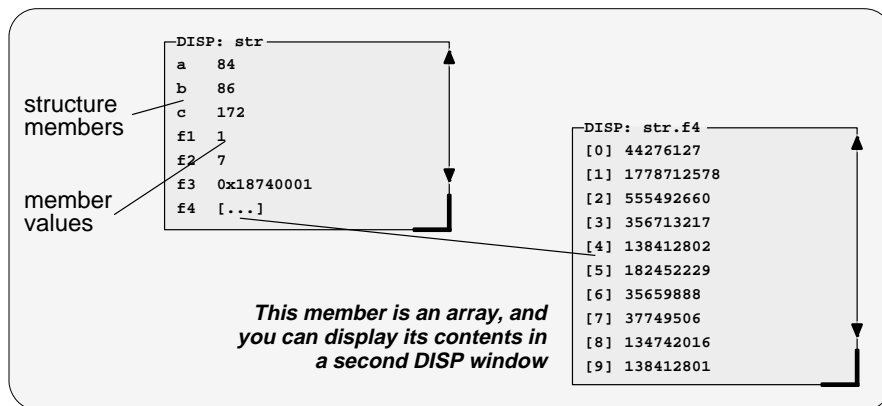 DISP: str
a 84
b 86
c 172
f1 1
f2 7
f3 0x18740001
f4 [...]
structure
members
member
values
DISP: str.f4
[0] 44276127
[1] 1778712578
[2] 555492660
[3] 356713217
[4] 138412802
[5] 182452229
[6] 35659888
[7] 37749506
[8] 134742016
[9] 138412801
This member is an array, and
you can display its contents in
a second DISP window